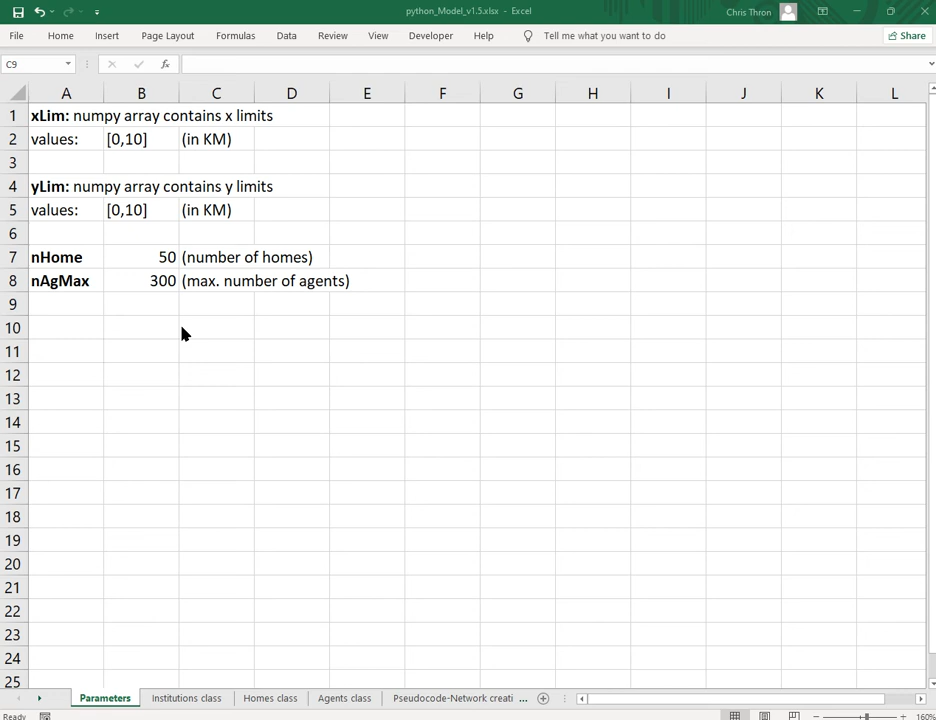 python_Model_v1.5.xlsx - Excel
Chris Thron
File Home Insert Page Layout Formulas Data Review View Developer Help Tell me what you want to do Share
C9 fx
A B C D E F G H I J K L
1 xLim: numpy array contains x limits
2 values: [0,10] (in KM)
3
4 yLim: numpy array contains y limits
5 values: [0,10] (in KM)
6
7 nHome 50 (number of homes)
8 nAgMax 300 (max. number of agents)
9
10
11
12
13
14
15
16
17
18
19
20
21
22
23
24
25
Parameters Institutions class Homes class Agents class Pseudocode-Network creati ...
Ready 160%